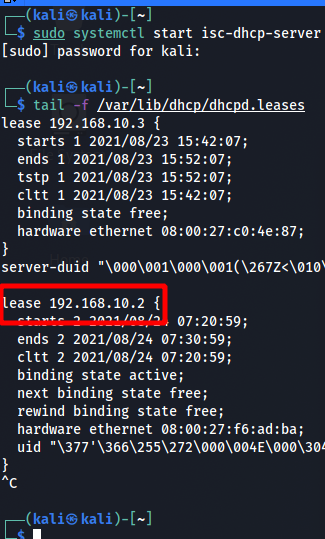 ┌──(kali㉿kali)-[~]
└─$ sudo systemctl start isc-dhcp-server
[sudo] password for kali:
┌──(kali㉿kali)-[~]
└─$ tail -f /var/lib/dhcp/dhcpd.leases
lease 192.168.10.3 {
  starts 1 2021/08/23 15:42:07;
  ends 1 2021/08/23 15:52:07;
  tstp 1 2021/08/23 15:52:07;
  cltt 1 2021/08/23 15:42:07;
  binding state free;
  hardware ethernet 08:00:27:c0:4e:87;
}
server-duid "\000\001\000\001(\267Z<\010\
lease 192.168.10.2 {
  starts 2 2021/08/24 07:20:59;
  ends 2 2021/08/24 07:30:59;
  cltt 2 2021/08/24 07:20:59;
  binding state active;
  next binding state free;
  rewind binding state free;
  hardware ethernet 08:00:27:f6:ad:ba;
  uid "\377'\366\255\272\000\004E\000\304
}
^C
┌──(kali㉿kali)-[~]
└─$